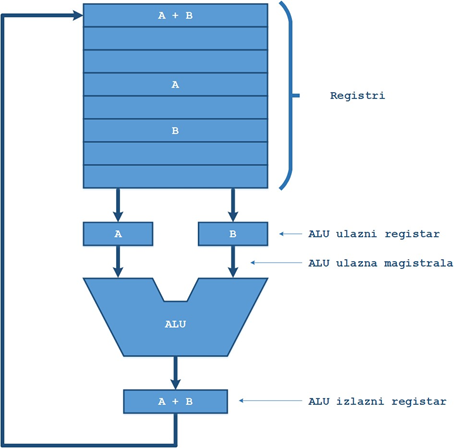 A + B
A
Registri
B
A
B
ALU ulazni registar
ALU ulazna magistrala
ALU
A + B
ALU izlazni registar